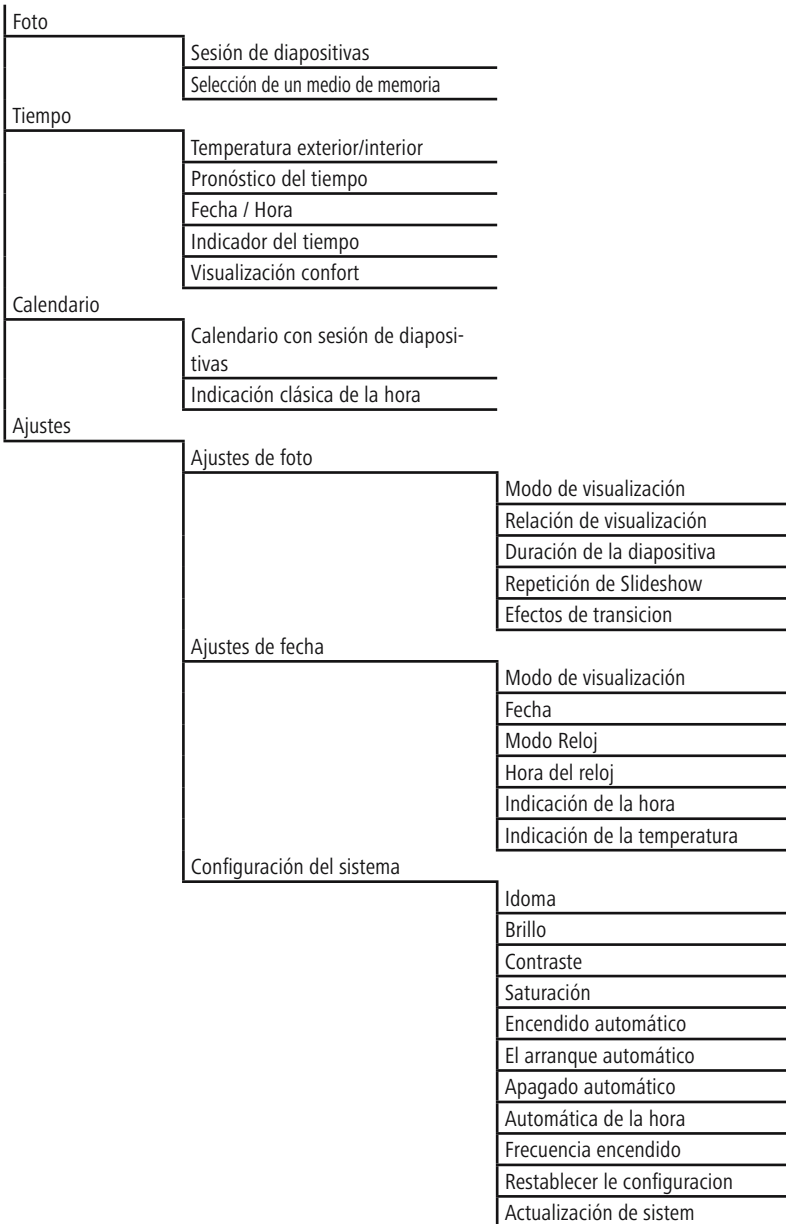 Foto
Sesión de diapositivas
Selección de un medio de memoria
Tiempo
Temperatura exterior/interior
Pronóstico del tiempo
Fecha / Hora
Indicador del tiempo
Visualización confort
Calendario
Calendario con sesión de diaposi-
tivas
Indicación clásica de la hora
Ajustes
Ajustes de foto
Modo de visualización
Relación de visualización
Duración de la diapositiva
Repetición de Slideshow
Efectos de transicion
Ajustes de fecha
Modo de visualización
Fecha
Modo Reloj
Hora del reloj
Indicación de la hora
Indicación de la temperatura
Configuración del sistema
Idoma
Brillo
Contraste
Saturación
Encendido automático
El arranque automático
Apagado automático
Automática de la hora
Frecuencia encendido
Restablecer le configuracion
Actualización de sistem